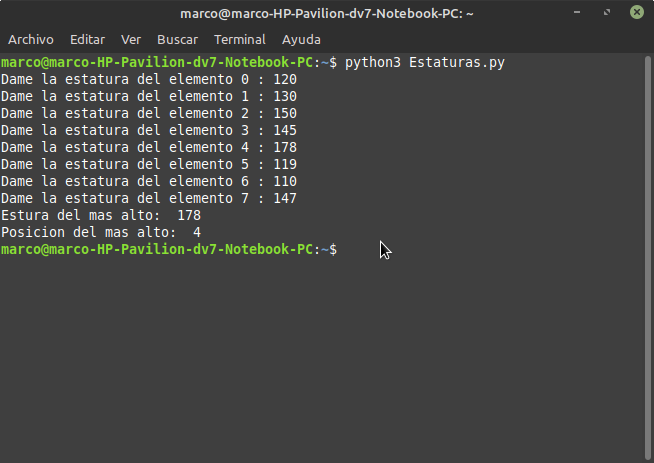 marco@marco-HP-Pavilion-dv7-Notebook-PC: ~
Archivo Editar Ver Buscar Terminal Ayuda
marco@marco-HP-Pavilion-dv7-Notebook-PC:~$ python3 Estaturas.py
Dame la estatura del elemento 0 : 120
Dame la estatura del elemento 1 : 130
Dame la estatura del elemento 2 : 150
Dame la estatura del elemento 3 : 145
Dame la estatura del elemento 4 : 178
Dame la estatura del elemento 5 : 119
Dame la estatura del elemento 6 : 110
Dame la estatura del elemento 7 : 147
Estura del mas alto:  178
Posicion del mas alto:  4
marco@marco-HP-Pavilion-dv7-Notebook-PC:~$